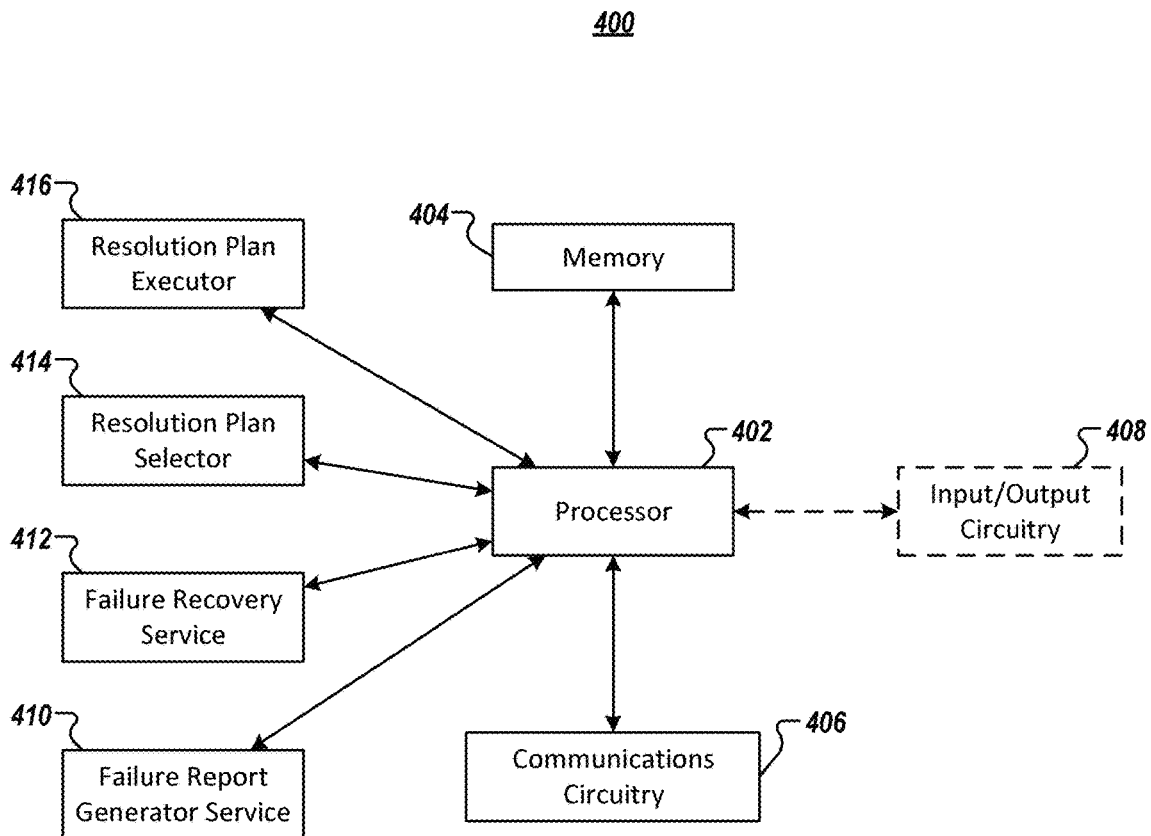 400
416
Resolution Plan
Executor
404
Memory
414
Resolution Plan
Selector
402
Processor
408
Input/Output
Circuitry
412
Failure Recovery
Service
410
Failure Report
Generator Service
406
Communications
Circuitry